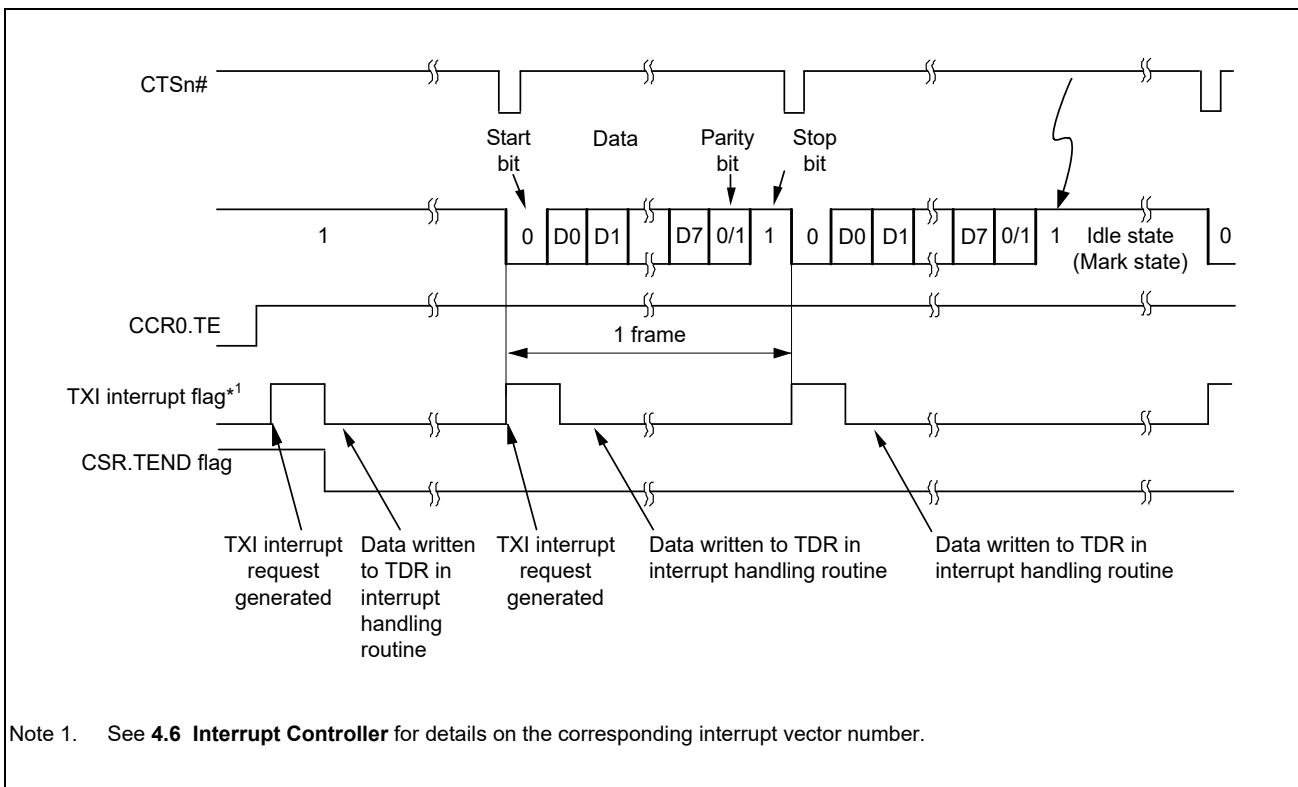 CTSn#
Start
bit
Data
Parity
bit
Stop
bit
1
0 D0 D1 D7 0/1 1 0 D0 D1 D7 0/1 1 Idle state
(Mark state)
0
CCR0.TE
1 frame
TXI interrupt flag*1
CSR.TEND flag
TXI interrupt
request
generated
Data written
to TDR in
interrupt
handling
routine
TXI interrupt
request
generated
Data written to TDR in
interrupt handling routine
Data written to TDR in
interrupt handling routine
Note 1. See 4.6 Interrupt Controller for details on the corresponding interrupt vector number.